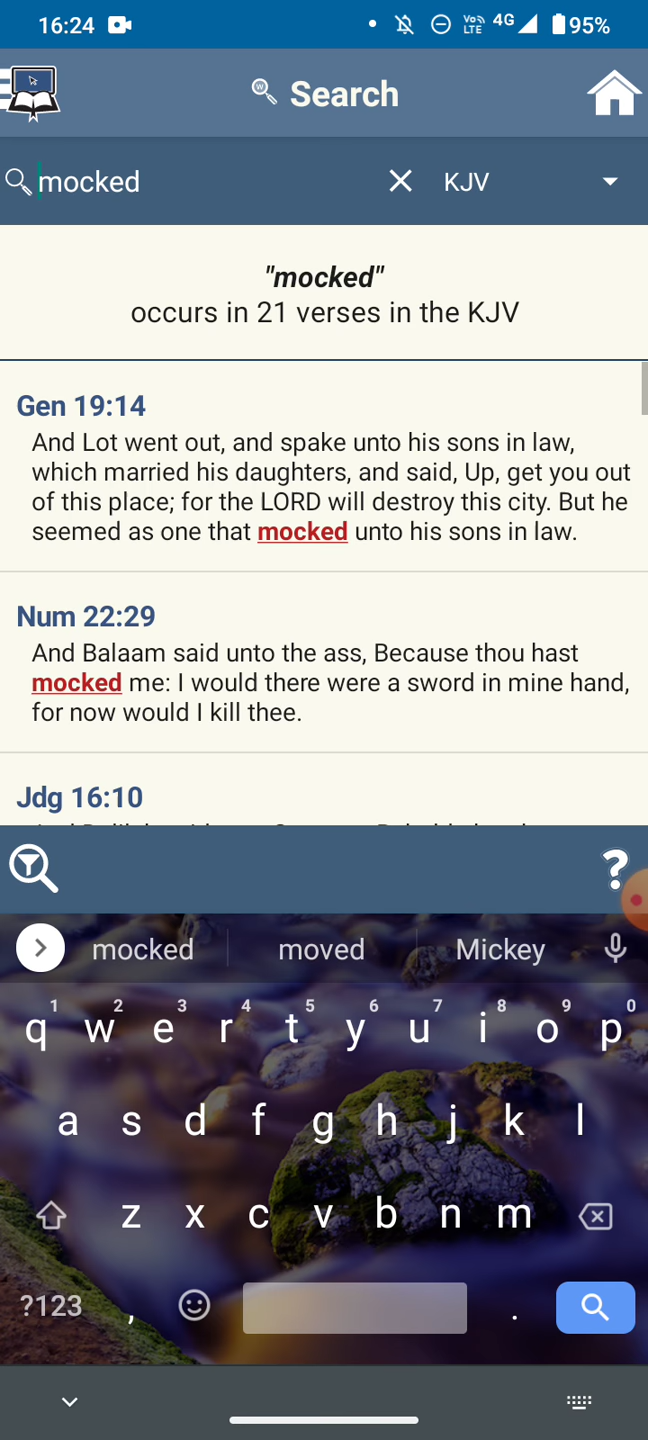 16:24
Vo LTE 4G 95%
Search
mocked KJV
"mocked"
occurs in 21 verses in the KJV
Gen 19:14
And Lot went out, and spake unto his sons in law,
which married his daughters, and said, Up, get you out
of this place; for the LORD will destroy this city. But he
seemed as one that mocked unto his sons in law.
Num 22:29
And Balaam said unto the ass, Because thou hast
mocked me: I would there were a sword in mine hand,
for now would I kill thee.
Jdg 16:10
?
mocked moved Mickey
1 2 3 4 5 6 7 8 9 0
q w e r t y u i o p
a s d f g h j k l
z x c v b n m
?123 , .